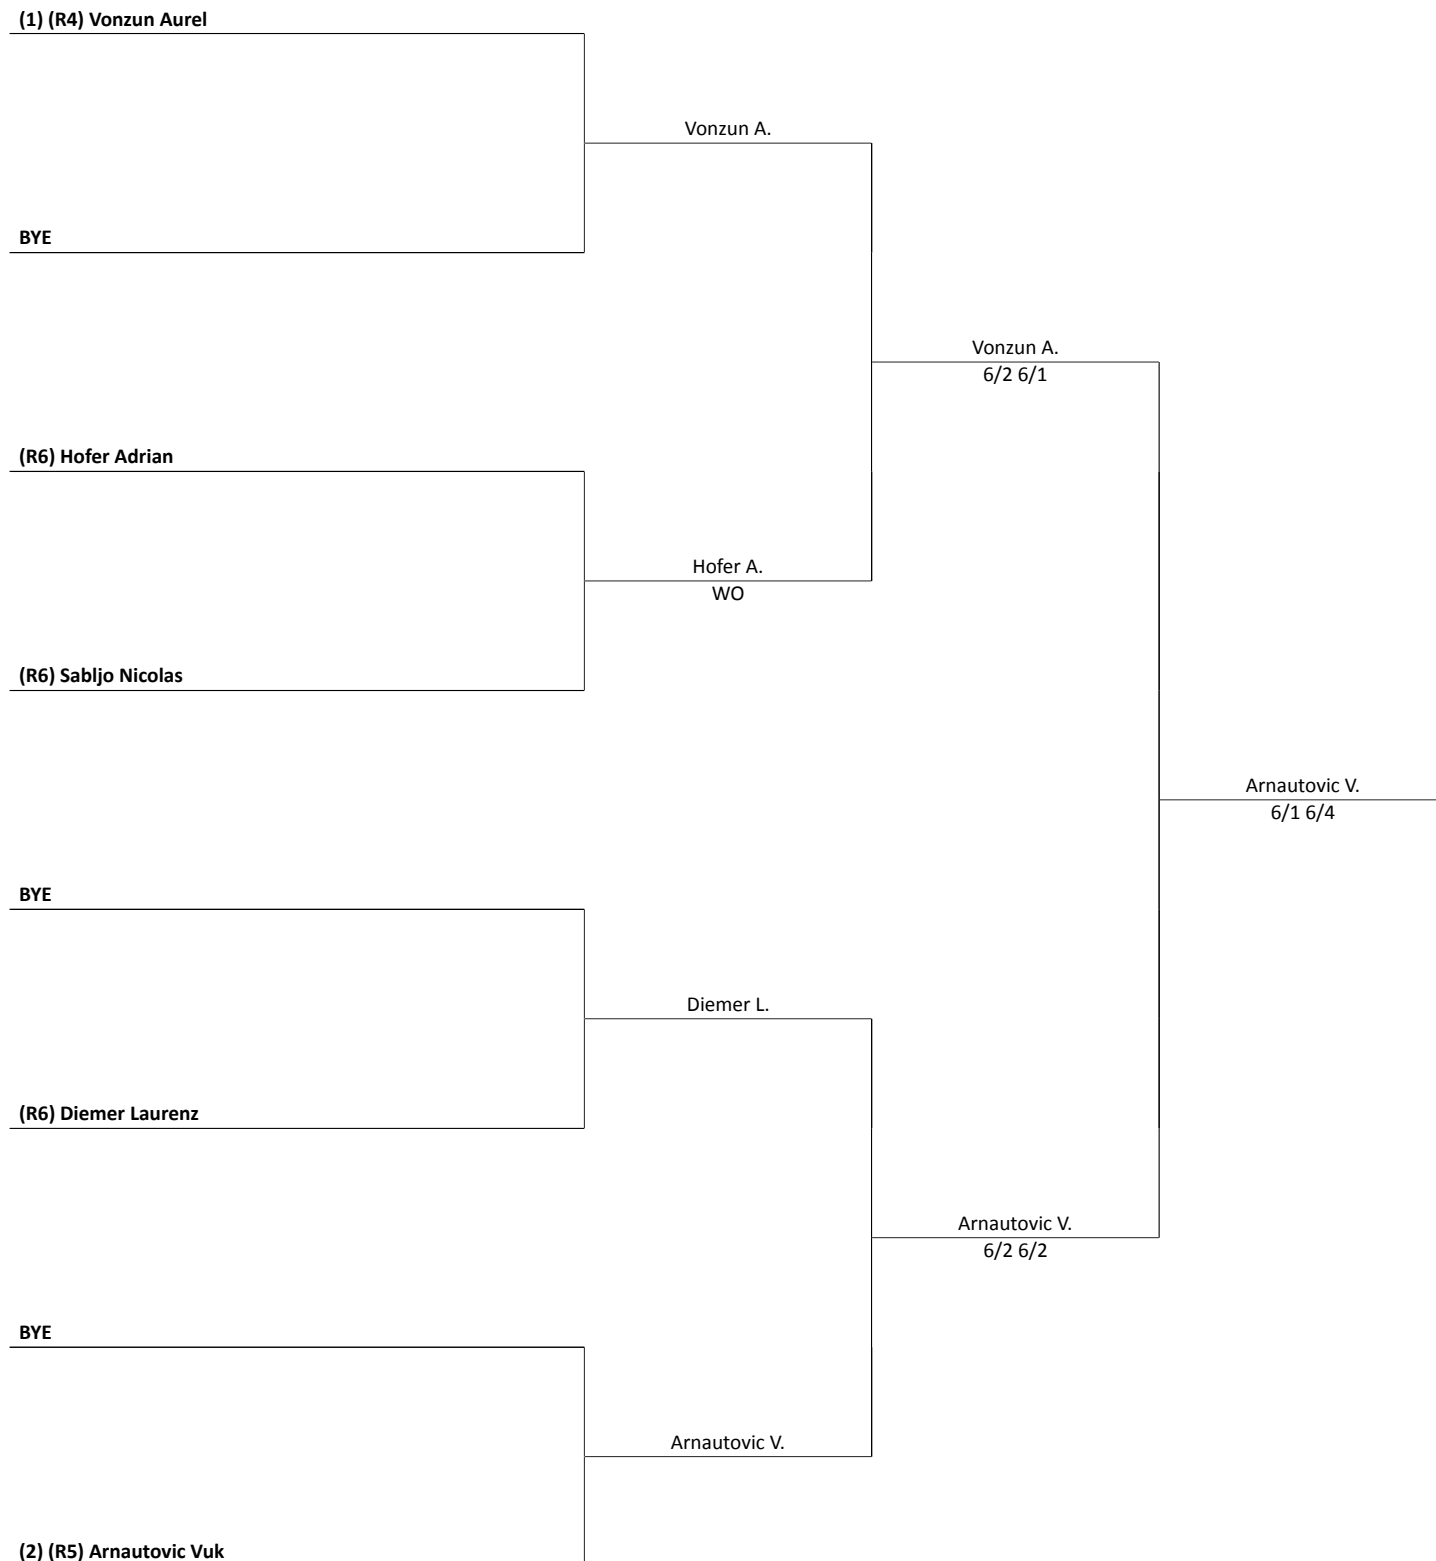 (1) (R4) Vonzun Aurel
Vonzun A.
BYE
Vonzun A.
6/2 6/1
(R6) Hofer Adrian
Hofer A.
WO
(R6) Sabljo Nicolas
Arnautovic V.
6/1 6/4
BYE
Diemer L.
(R6) Diemer Laurenz
Arnautovic V.
6/2 6/2
BYE
Arnautovic V.
(2) (R5) Arnautovic Vuk